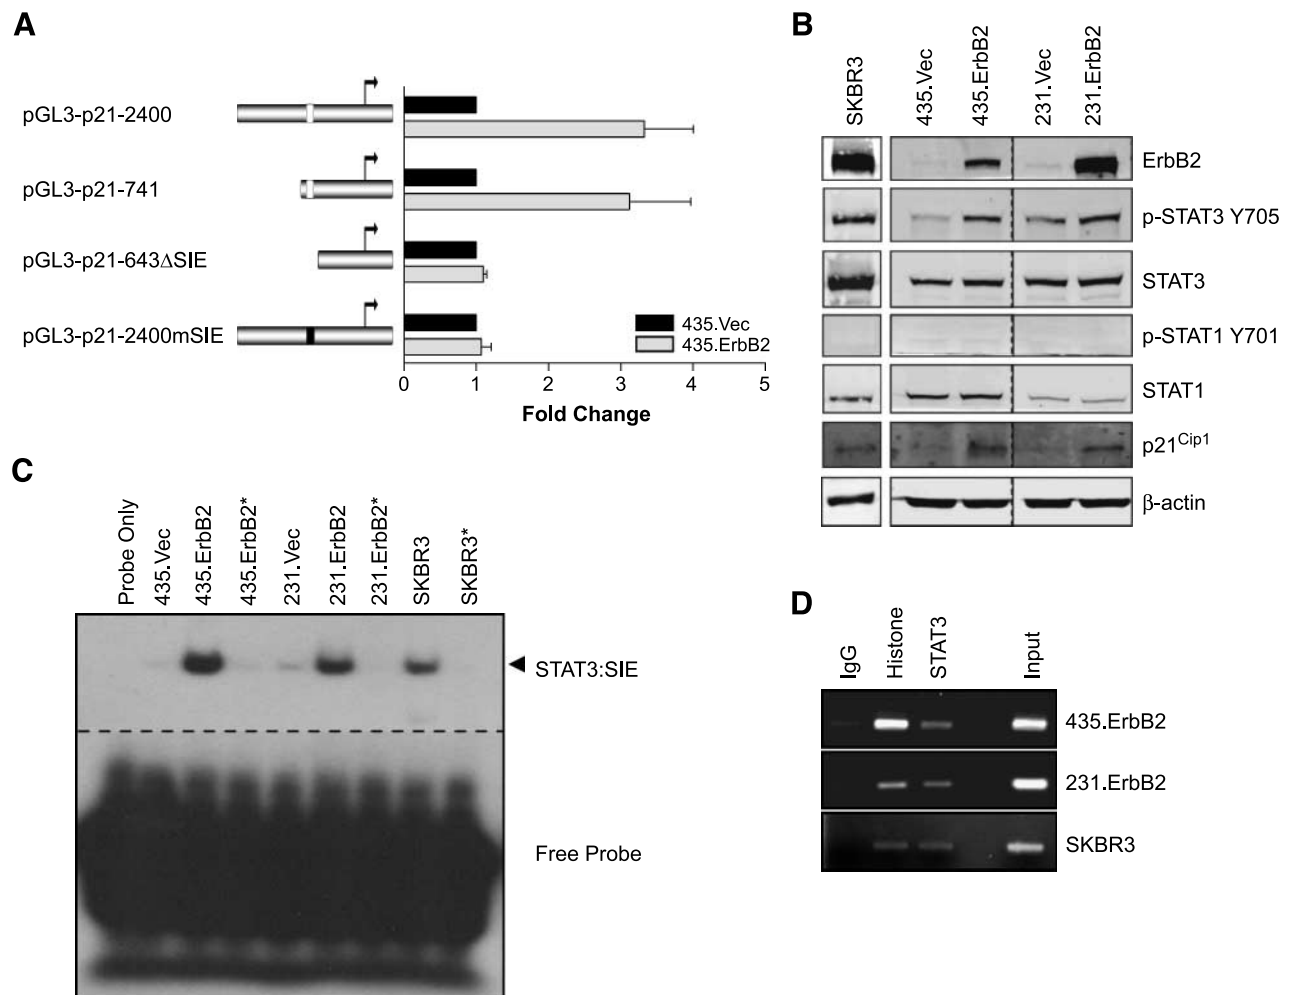 A
pGL3-p21-2400
pGL3-p21-741
pGL3-p21-643ΔSIE
pGL3-p21-2400mSIE
435.Vec
435.ErbB2
0 1 2 3 4 5
Fold Change
B
SKBR3
435.Vec
435.ErbB2
231.Vec
231.ErbB2
ErbB2
p-STAT3 Y705
STAT3
p-STAT1 Y701
STAT1
p21Cip1
β-actin
C
Probe Only
435.Vec
435.ErbB2
435.ErbB2*
231.Vec
231.ErbB2
231.ErbB2*
SKBR3
SKBR3*
STAT3:SIE
Free Probe
D
IgG
Histone
STAT3
Input
435.ErbB2
231.ErbB2
SKBR3